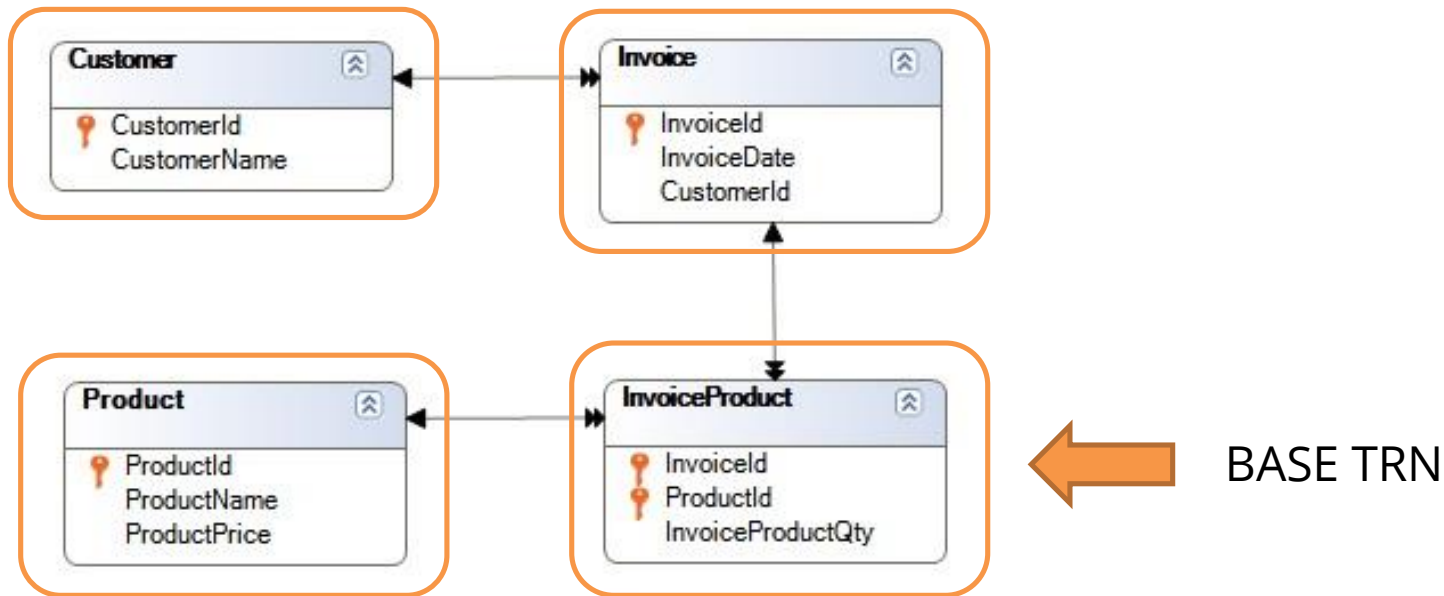 Customer
CustomerId
CustomerName
Invoice
InvoiceId
InvoiceDate
CustomerId
Product
ProductId
ProductName
ProductPrice
InvoiceProduct
InvoiceId
ProductId
InvoiceProductQty
BASE TRN